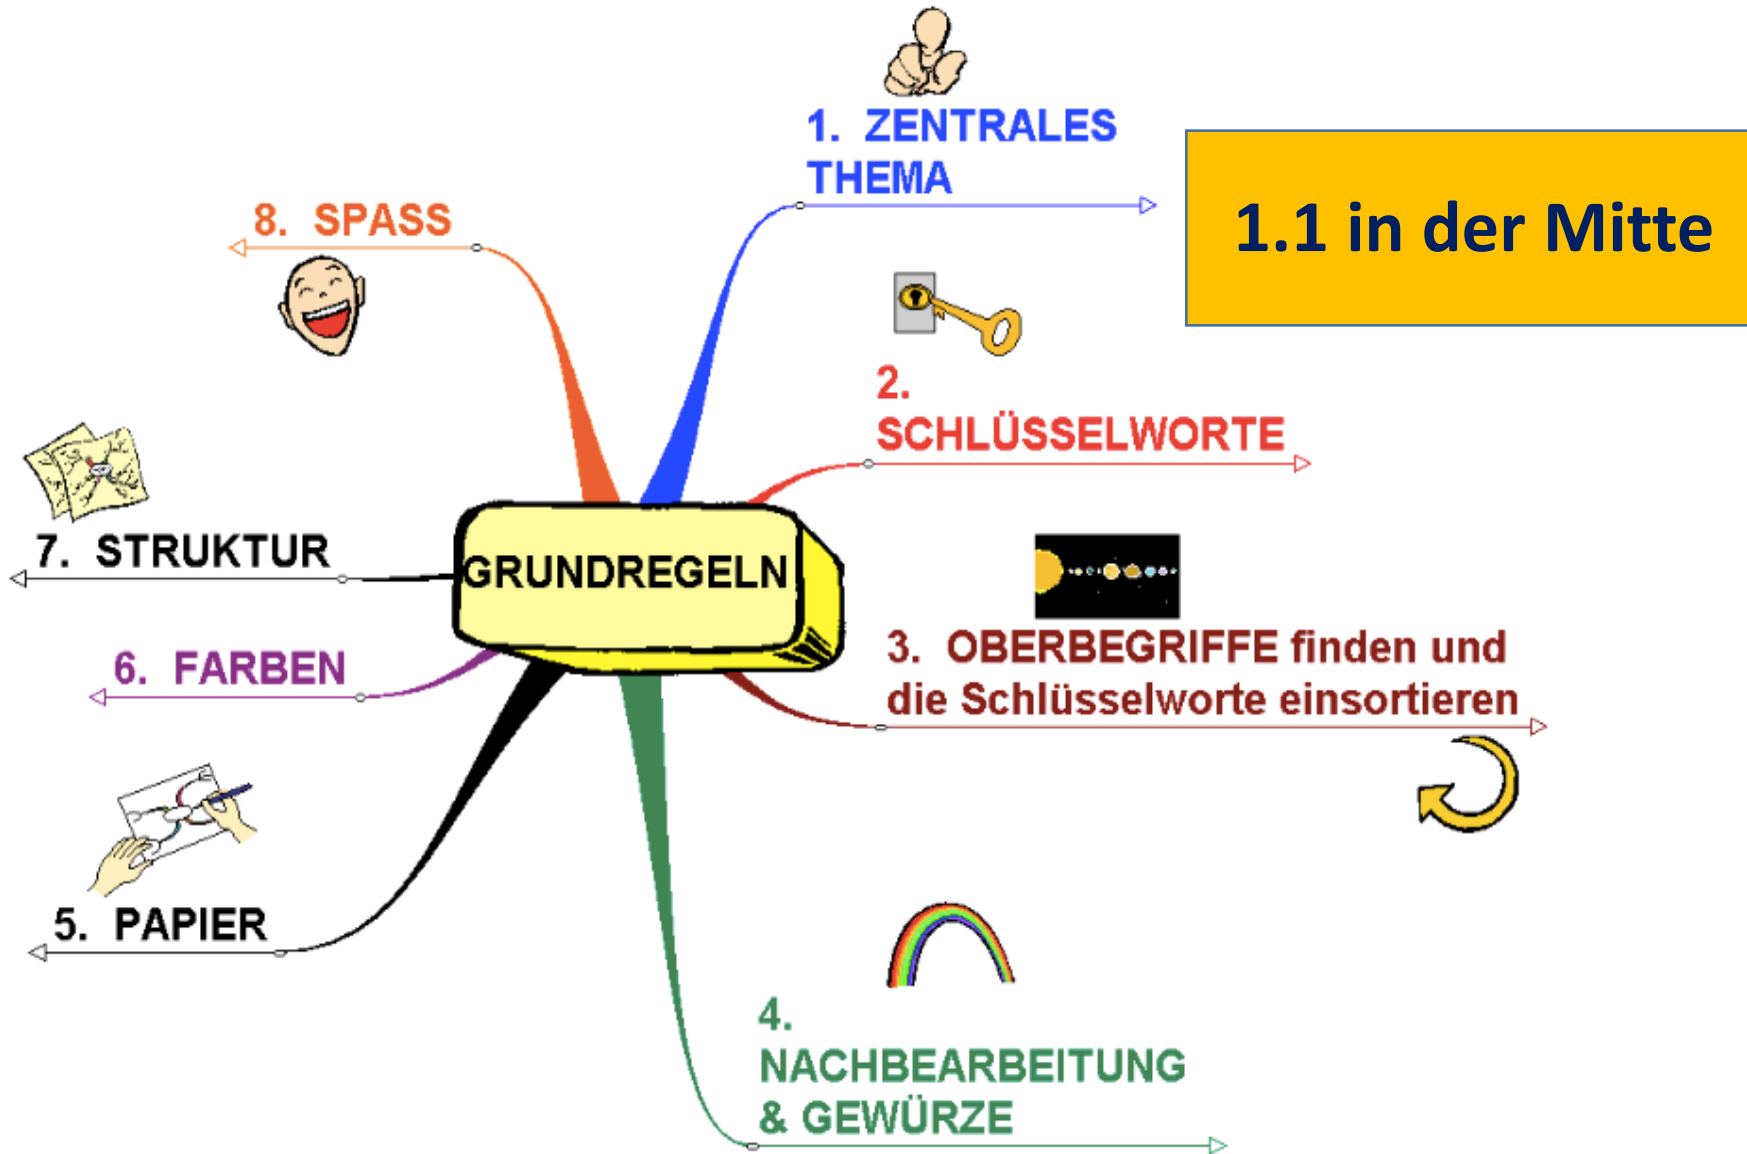 1. ZENTRALES
THEMA
1.1 in der Mitte
2.
SCHLÜSSELWORTE
3. OBERBEGRIFFE finden und
die Schlüsselworte einsortieren
4.
NACHBEARBEITUNG
& GEWÜRZE
5. PAPIER
6. FARBEN
7. STRUKTUR
8. SPASS
GRUNDREGELN